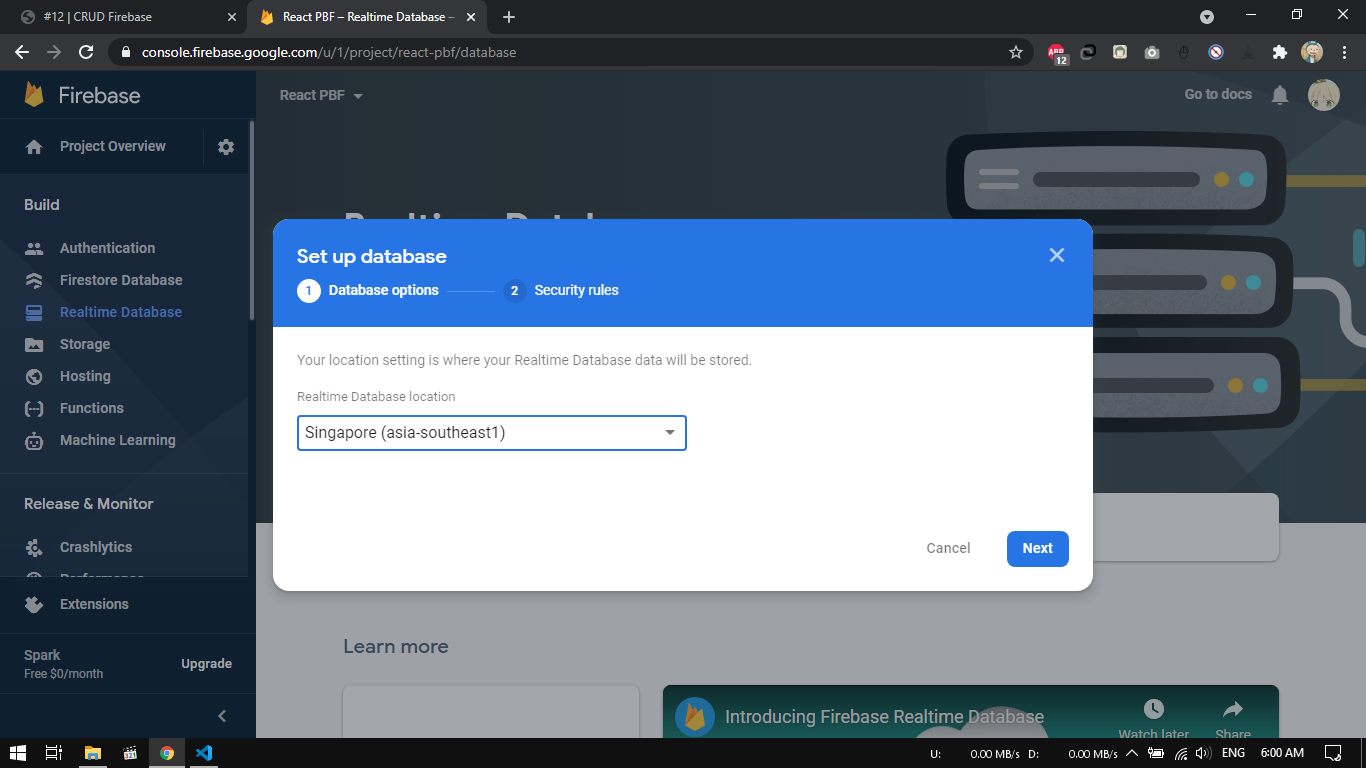 #12 | CRUD Firebase
React PBF – Realtime Database –
console.firebase.google.com/u/1/project/react-pbf/database
ABP
12
Firebase
React PBF
Go to docs
Project Overview
Build
Authentication
Firestore Database
Realtime Database
Storage
Hosting
Functions
Machine Learning
Release & Monitor
Crashlytics
Performance
Extensions
Spark
Free $0/month
Upgrade
Realtime Database
Set up database
1 Database options
2 Security rules
Your location setting is where your Realtime Database data will be stored.
Realtime Database location
Singapore (asia-southeast1)
Cancel
Next
Learn more
Introducing Firebase Realtime Database
Watch later
Share
U: 0.00 MB/s D: 0.00 MB/s
ENG
6:00 AM